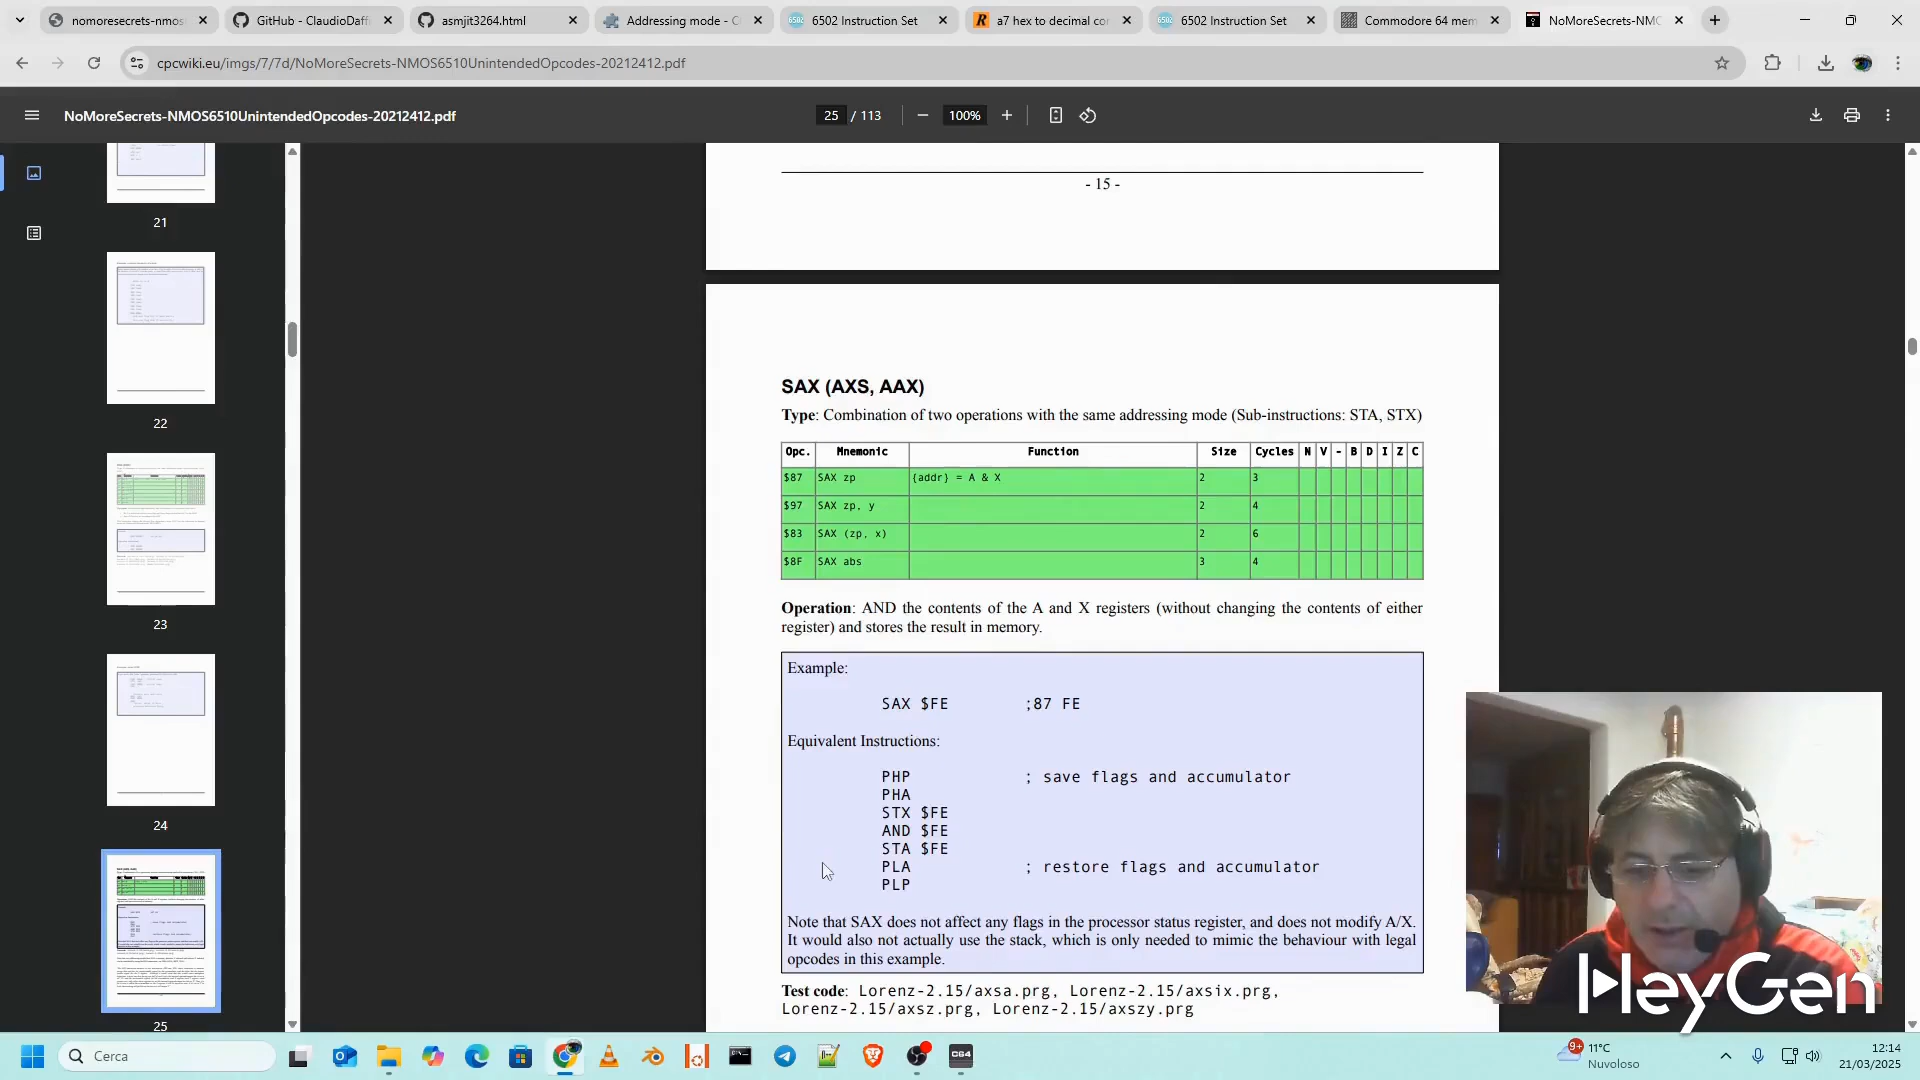 nomoresecrets-nmos
GitHub - ClaudioDaffr
asmjit3264.html
Addressing mode - C
6502 Instruction Set
a7 hex to decimal co
6502 Instruction Set
Commodore 64 mem
NoMoreSecrets-NMO
cpcwiki.eu/imgs/7/7d/NoMoreSecrets-NMOS6510UnintendedOpcodes-20212412.pdf
NoMoreSecrets-NMOS6510UnintendedOpcodes-20212412.pdf
25 / 113
100%
21
22
23
24
25
- 15 -
SAX (AXS, AAX)
Type: Combination of two operations with the same addressing mode (Sub-instructions: STA, STX)
Opc. Mnemonic Function Size Cycles N V - B D I Z C
$87 SAX zp {addr} = A & X 2 3
$97 SAX zp, y 2 4
$83 SAX (zp, x) 2 6
$8F SAX abs 3 4
Operation: AND the contents of the A and X registers (without changing the contents of either
register) and stores the result in memory.
Example:
SAX $FE ;87 FE
Equivalent Instructions:
PHP ; save flags and accumulator
PHA
STX $FE
AND $FE
STA $FE
PLA ; restore flags and accumulator
PLP
Note that SAX does not affect any flags in the processor status register, and does not modify A/X.
It would also not actually use the stack, which is only needed to mimic the behaviour with legal
opcodes in this example.
Test code: Lorenz-2.15/axsa.prg, Lorenz-2.15/axsix.prg,
Lorenz-2.15/axsz.prg, Lorenz-2.15/axszy.prg
HeyGen
Cerca
C64
9+
11°C
Nuvoloso
12:14
21/03/2025